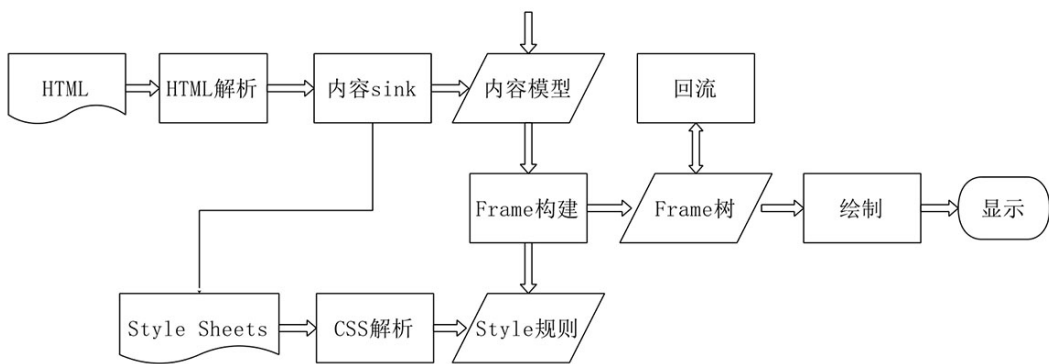 HTML
HTML解析
内容sink
内容模型
回流
Frame构建
Frame树
绘制
显示
Style Sheets
CSS解析
Style规则